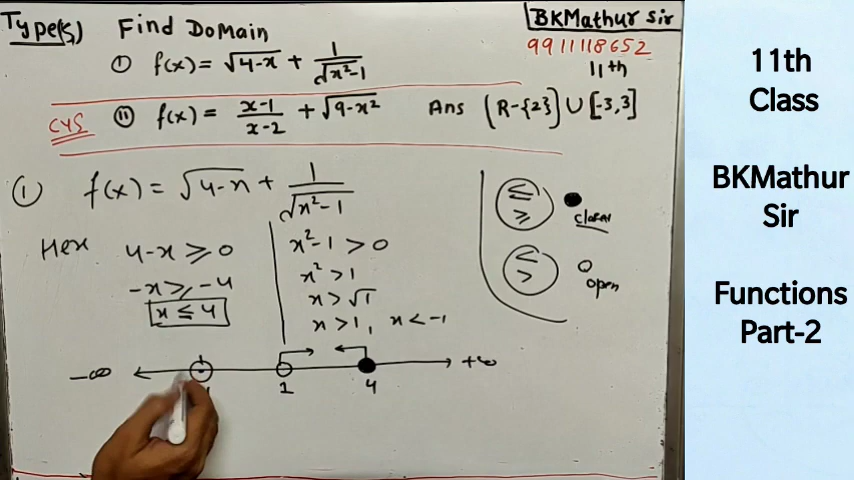 Type(5) Find Domain
BKMathur Sir
9911118652
11th
① f(x) = √4-x + 1/√x²-1
CYS ⑪ f(x) = x-1/x-2 + √9-x² Ans (R-{2}) ∪ [-3,3]
① f(x) = √4-x + 1/√x²-1
Here 4-x ≥ 0
-x ≥ -4
x ≤ 4
x²-1 > 0
x² > 1
x > √1
x > 1, x < -1
≤ ≥ closed
< > open
-∞ 1 4 +∞
11th
Class
BKMathur
Sir
Functions
Part-2